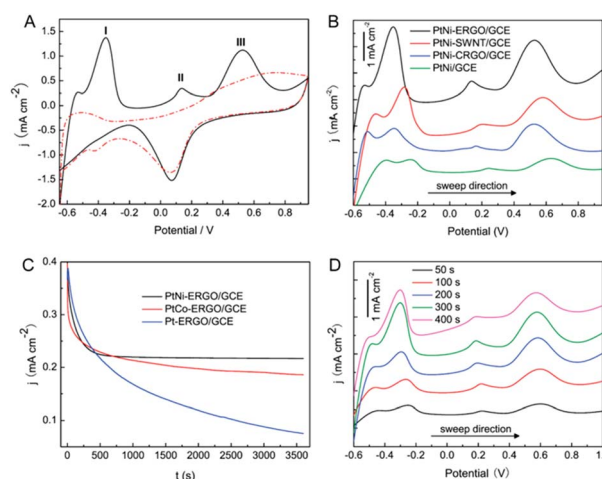 A
I
II
III
1.5
1.0
0.5
0.0
-0.5
-1.0
-1.5
-2.0
j (mA cm-2)
-0.6 -0.4 -0.2 0.0 0.2 0.4 0.6 0.8
Potential / V
B
1 mA cm-2
PtNi-ERGO/GCE
PtNi-SWNT/GCE
PtNi-CRGO/GCE
PtNi/GCE
j (mA cm-2)
sweep direction
-0.6 -0.4 -0.2 0.0 0.2 0.4 0.6 0.8
Potential (V)
C
PtNi-ERGO/GCE
PtCo-ERGO/GCE
Pt-ERGO/GCE
0.4
0.3
0.2
0.1
j (mA cm-2)
0 500 1000 1500 2000 2500 3000 3500
t (s)
D
1 mA cm-2
50 s
100 s
200 s
300 s
400 s
j (mA cm-2)
sweep direction
-0.6 -0.4 -0.2 0.0 0.2 0.4 0.6 0.8
Potential (V)